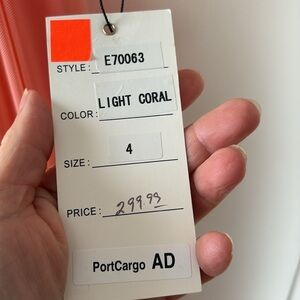 STYLE: E70063
COLOR: LIGHT CORAL
SIZE: 4
PRICE: 299.99
PortCargo AD